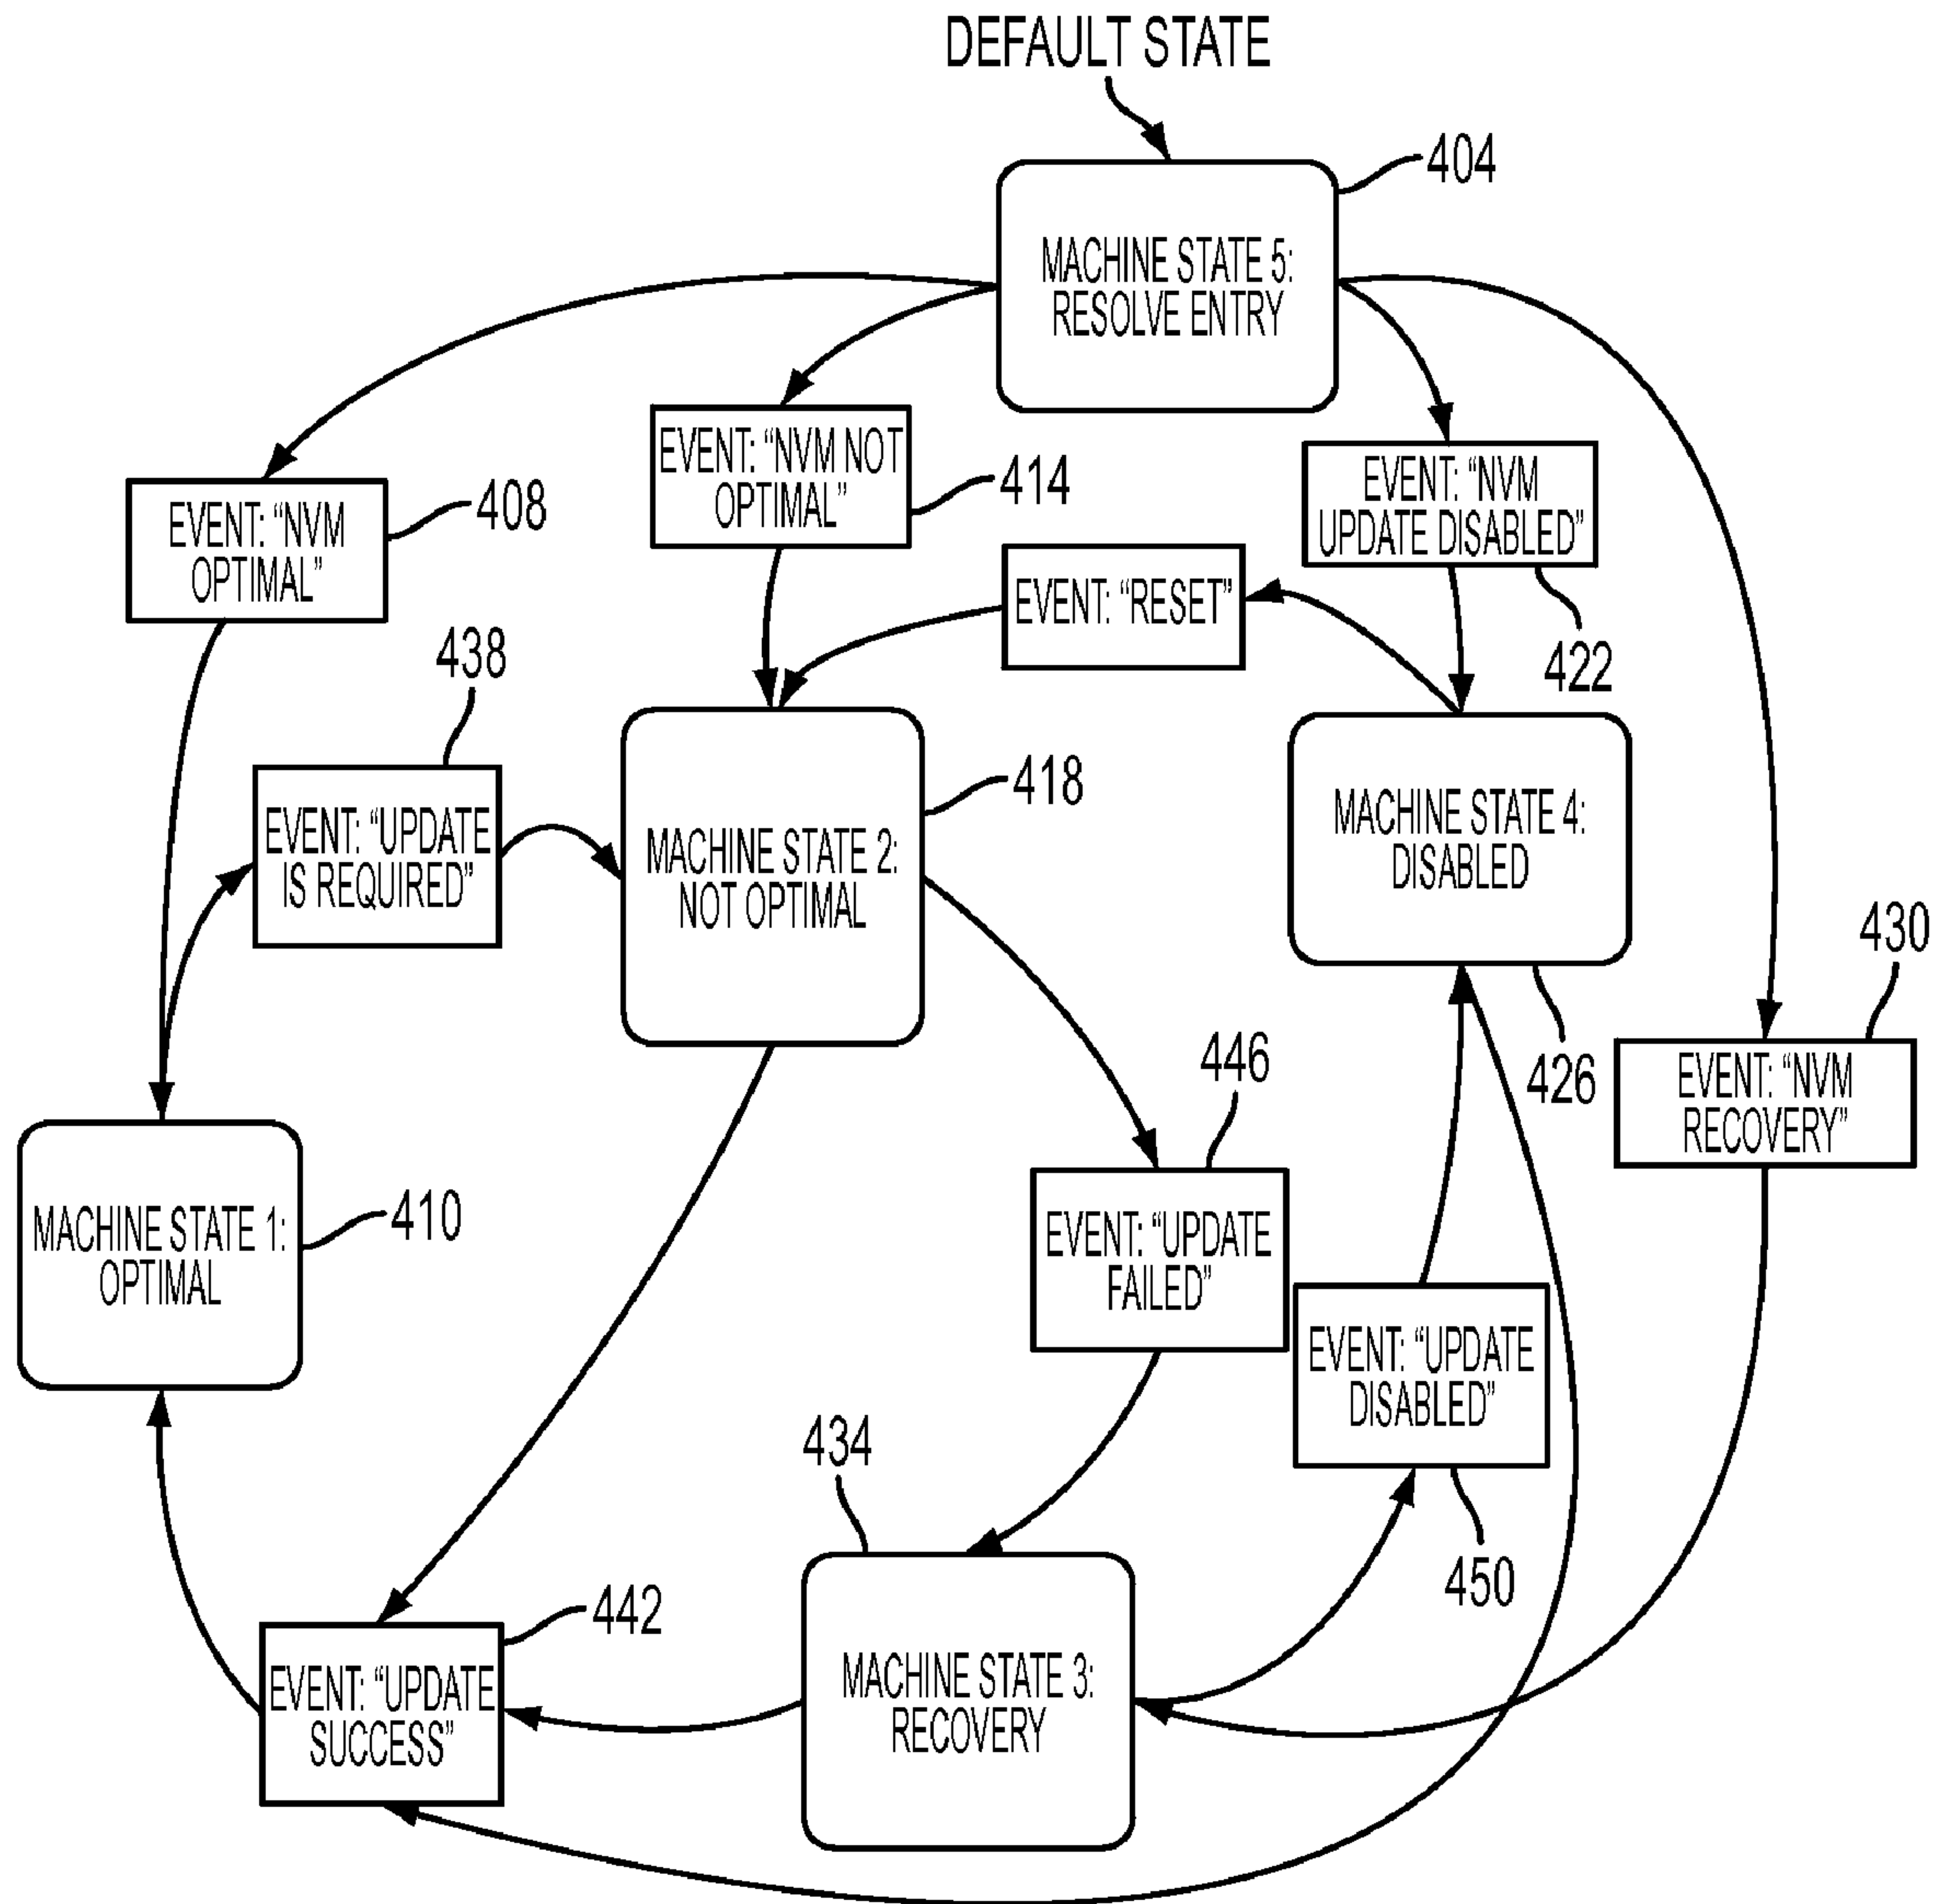 DEFAULT STATE
404
MACHINE STATE 5:
RESOLVE ENTRY
EVENT: “NVM NOT
OPTIMAL”
414
EVENT: “NVM
UPDATE DISABLED”
422
EVENT: “NVM
OPTIMAL”
408
EVENT: “RESET”
438
EVENT: “UPDATE
IS REQUIRED”
MACHINE STATE 2:
NOT OPTIMAL
418
MACHINE STATE 4:
DISABLED
426
430
EVENT: “NVM
RECOVERY”
446
EVENT: “UPDATE
FAILED”
MACHINE STATE 1:
OPTIMAL
410
EVENT: “UPDATE
DISABLED”
450
434
MACHINE STATE 3:
RECOVERY
442
EVENT: “UPDATE
SUCCESS”